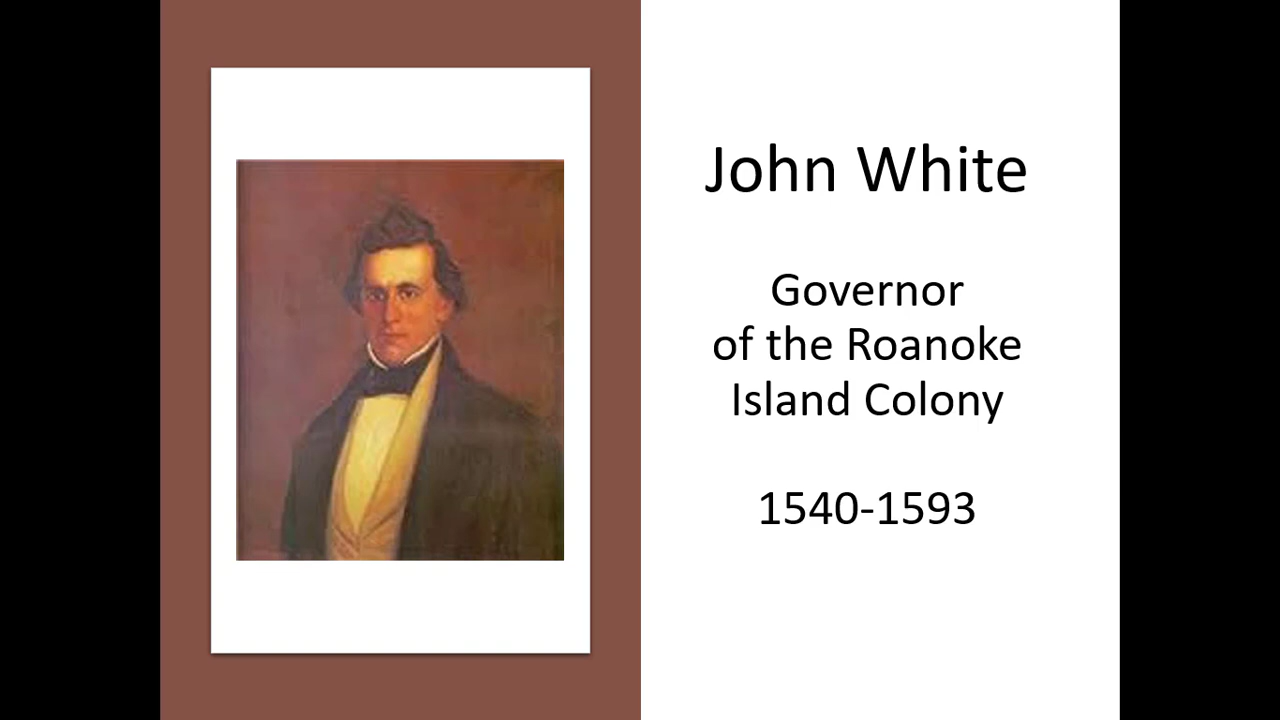 John White
Governor
of the Roanoke
Island Colony
1540-1593